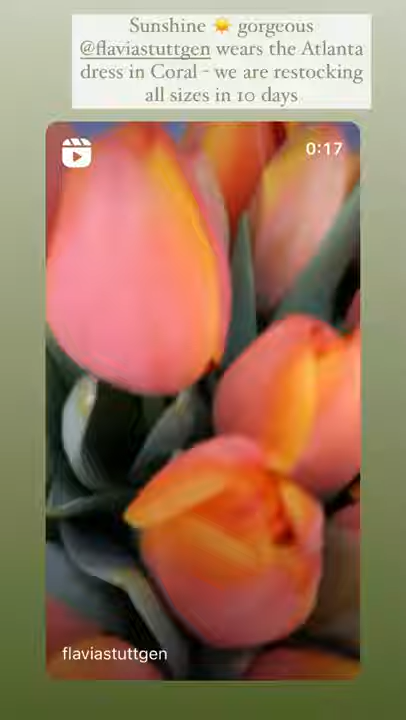 Sunshine ☀️ gorgeous
@flaviastuttgen wears the Atlanta
dress in Coral - we are restocking
all sizes in 10 days
0:17
flaviastuttgen